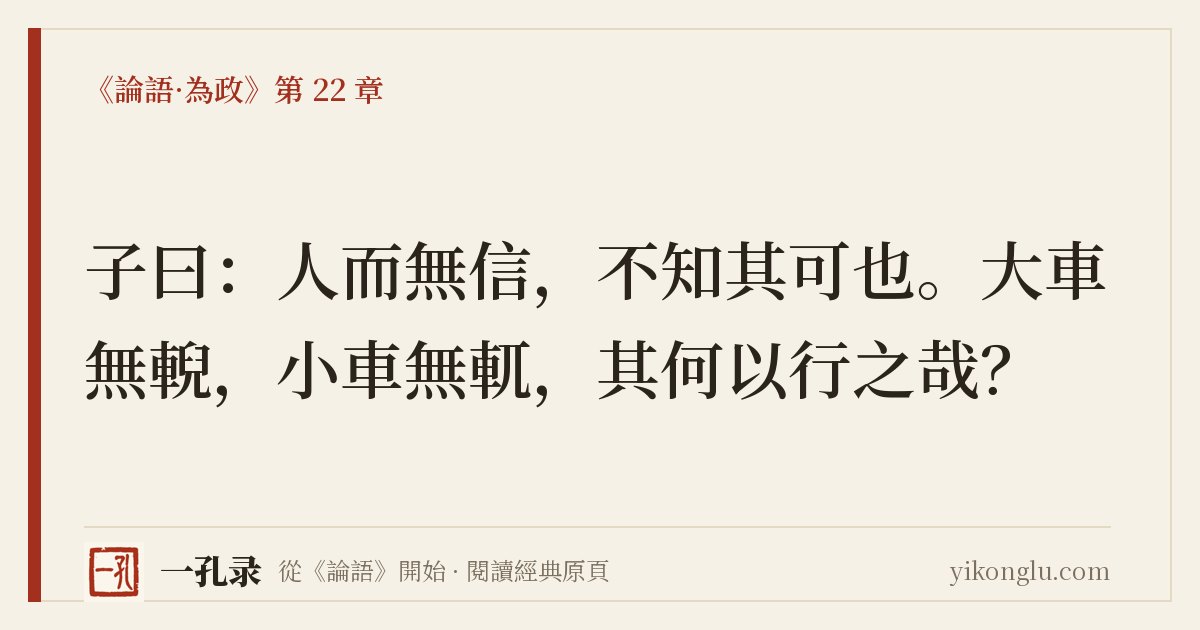 《論語·為政》第 22 章
子曰：人而無信，不知其可也。大車
無輗，小車無軏，其何以行之哉？
一孔
一孔录 從《論語》開始 · 閱讀經典原頁 yikonglu.com